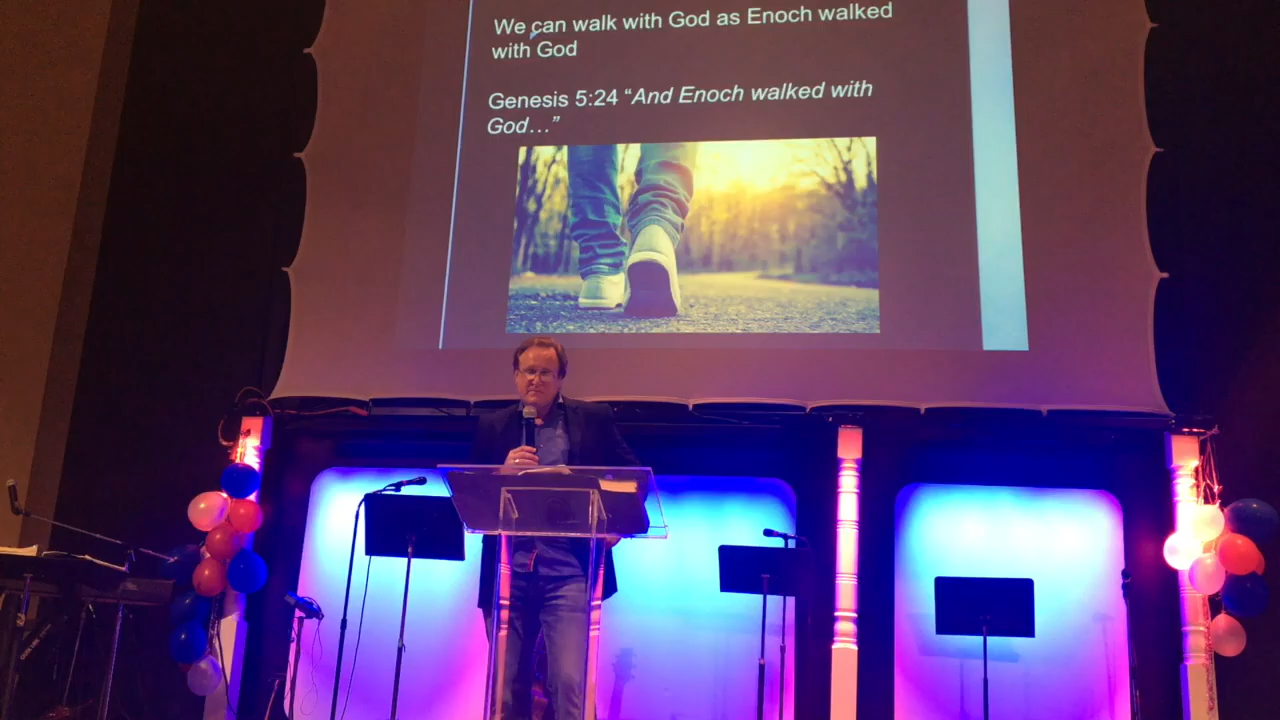 We can walk with God as Enoch walked
with God
Genesis 5:24 “And Enoch walked with
God…”